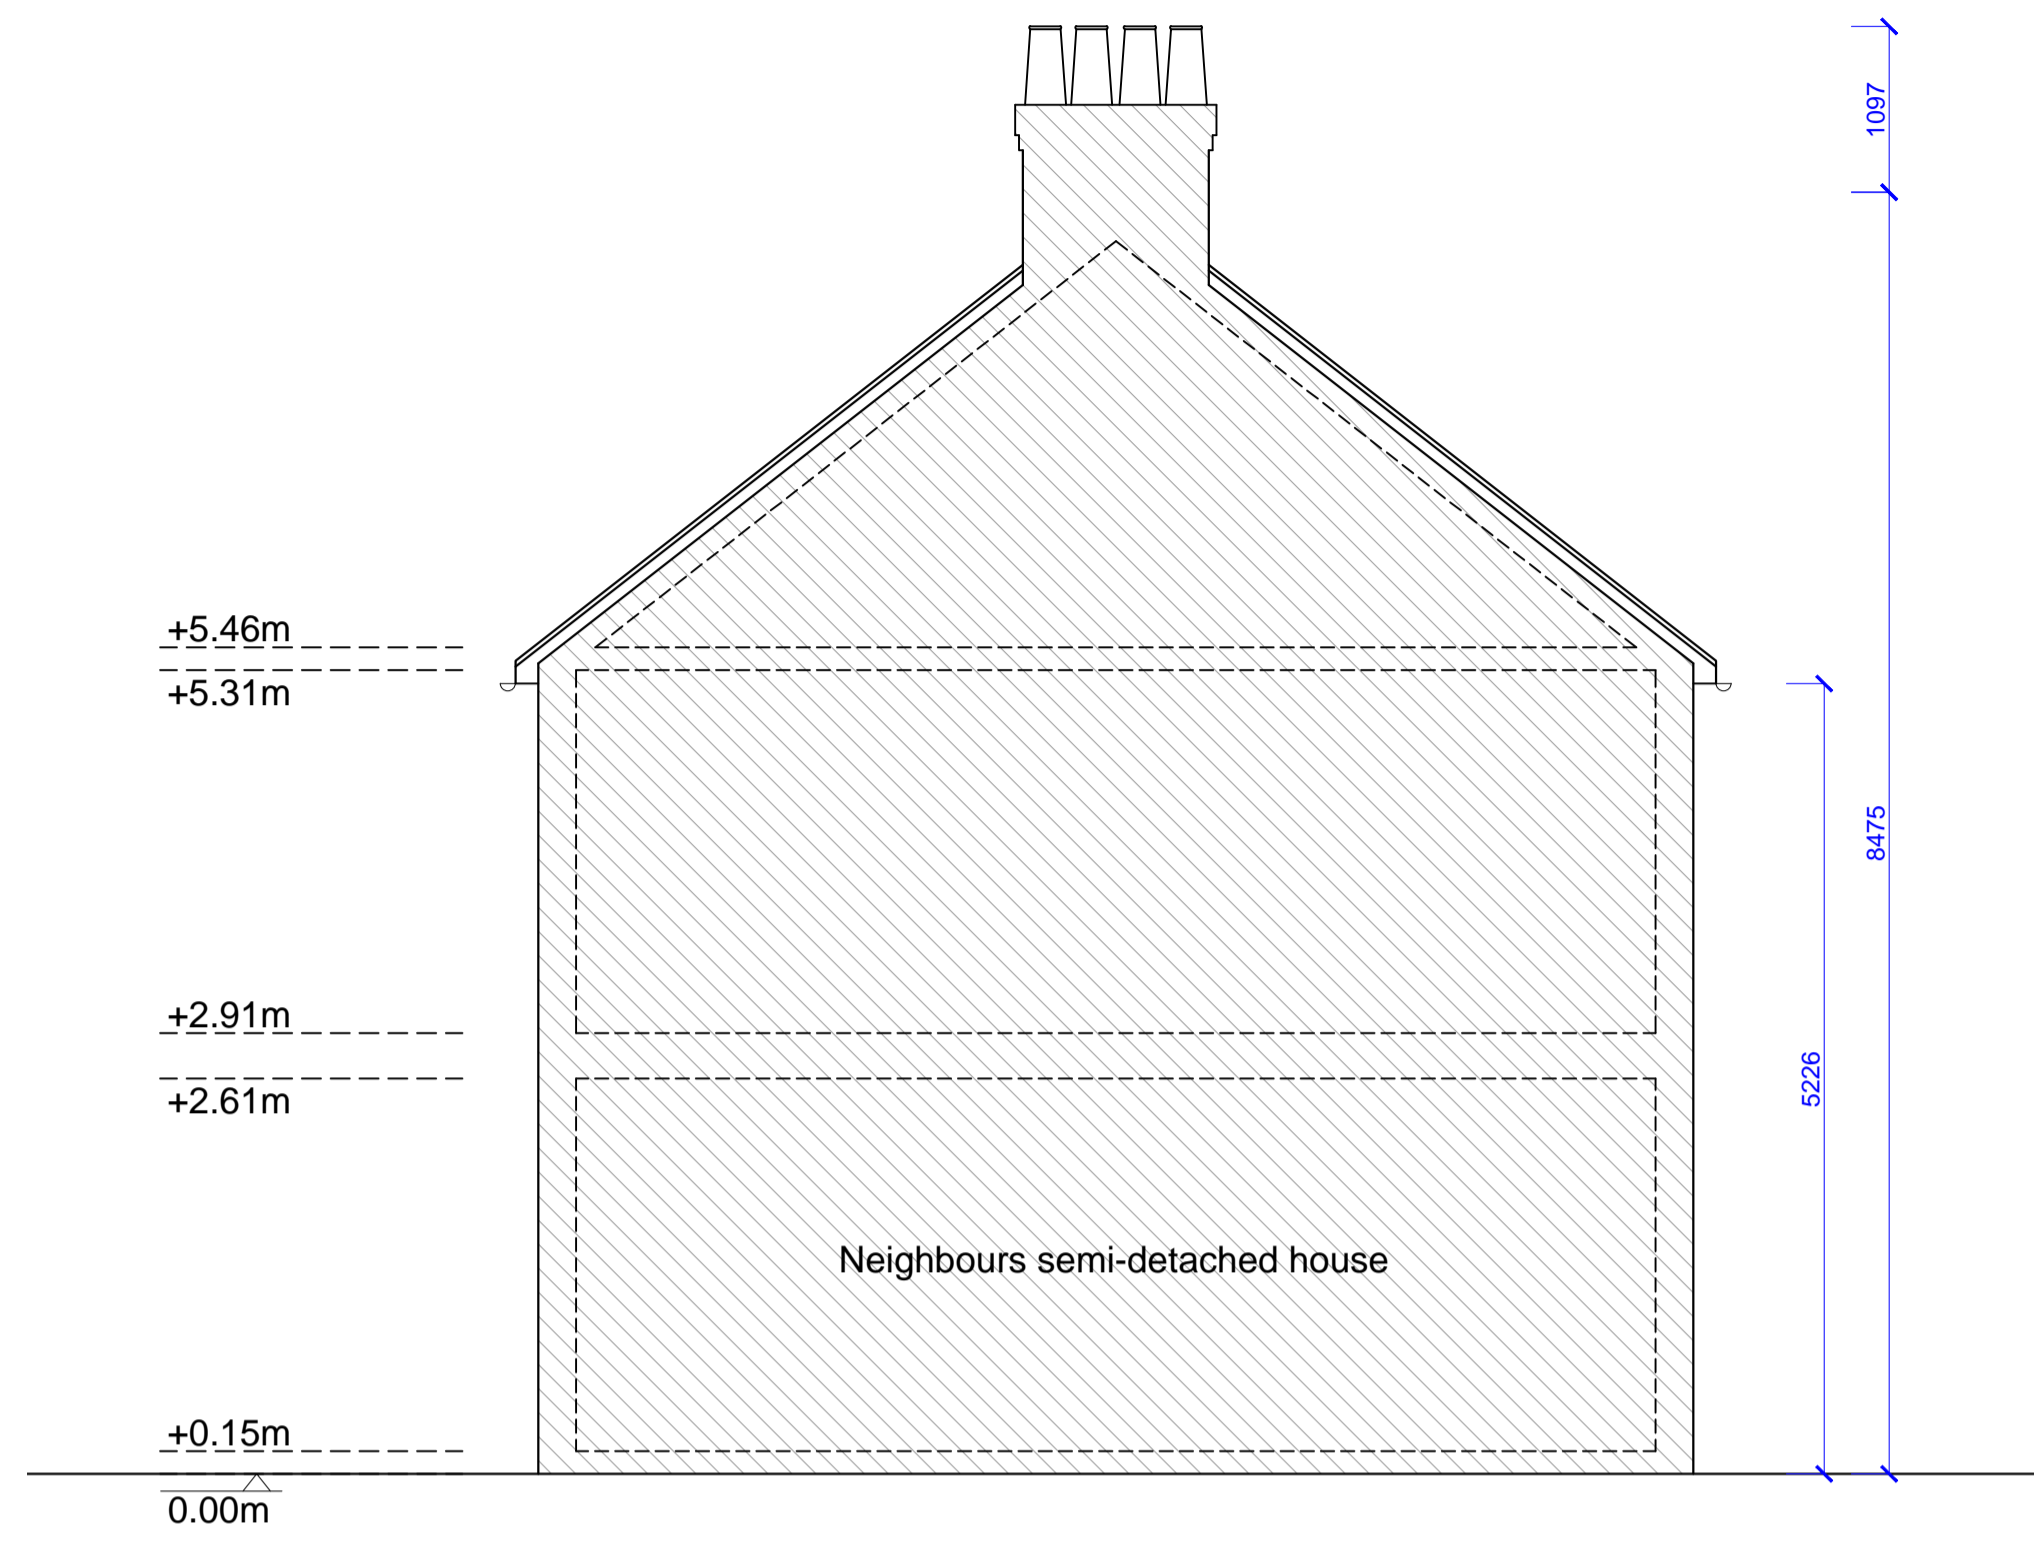 1097
+5.46m
+5.31m
8475
+2.91m
5226
+2.61m
Neighbours semi-detached house
+0.15m
0.00m